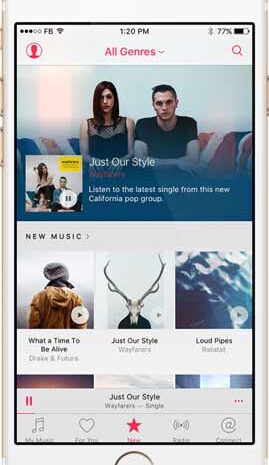 FB
1:20 PM
77%
All Genres
Just Our Style
Wayfarers
Listen to the latest single from this new
California pop group.
NEW MUSIC
What a Time To
Be Alive
Drake & Future
Just Our Style
Wayfarers
Loud Pipes
Ratatat
Just Our Style
Wayfarers — Single
My Music
For You
New
Radio
Connect